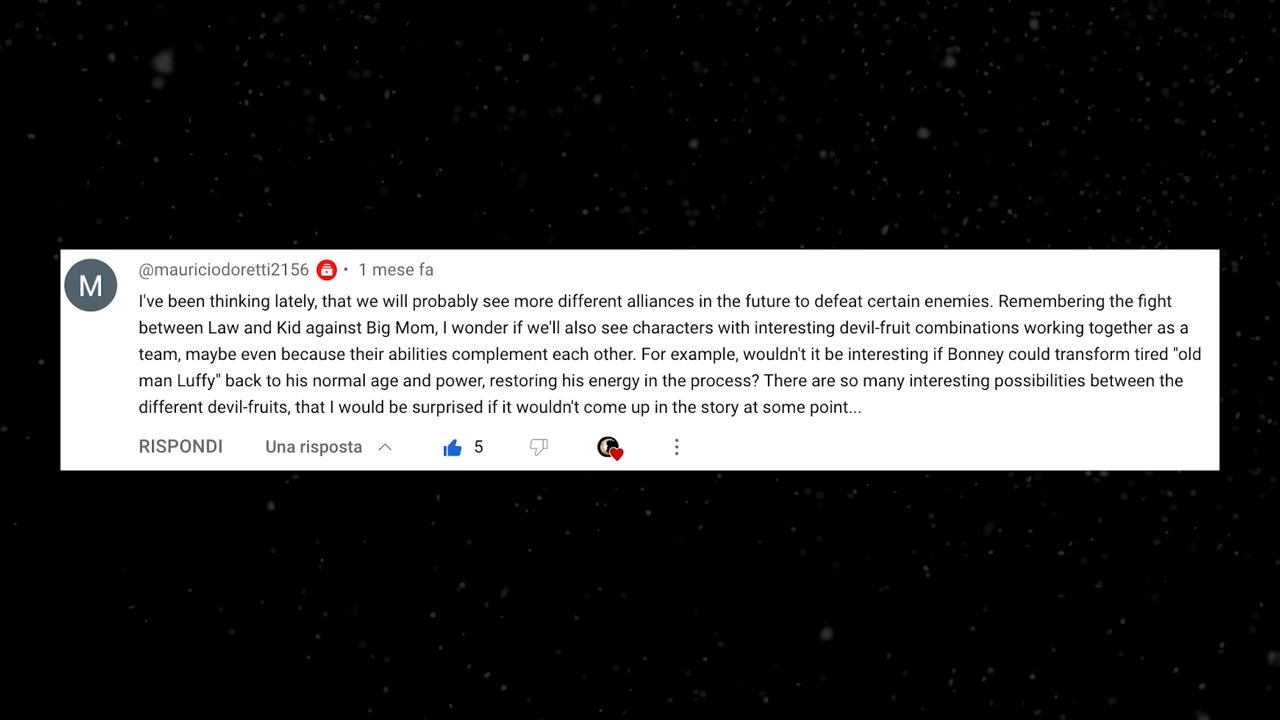 M
@mauriciodoretti2156 • 1 mese fa
I've been thinking lately, that we will probably see more different alliances in the future to defeat certain enemies. Remembering the fight
between Law and Kid against Big Mom, I wonder if we'll also see characters with interesting devil-fruit combinations working together as a
team, maybe even because their abilities complement each other. For example, wouldn't it be interesting if Bonney could transform tired "old
man Luffy" back to his normal age and power, restoring his energy in the process? There are so many interesting possibilities between the
different devil-fruits, that I would be surprised if it wouldn't come up in the story at some point...
RISPONDI Una risposta 5